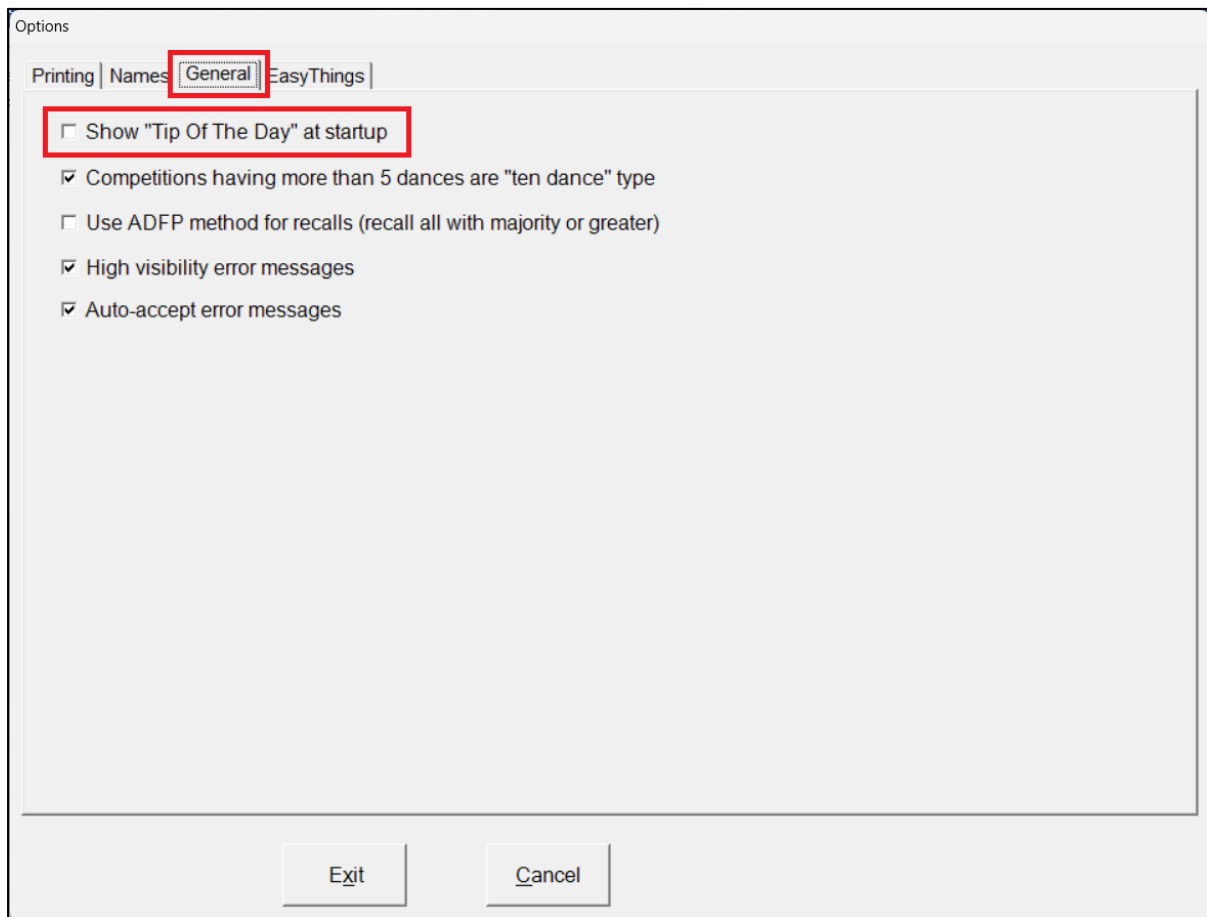 Options
Printing Names General EasyThings
Show "Tip Of The Day" at startup
Competitions having more than 5 dances are "ten dance" type
Use ADFP method for recalls (recall all with majority or greater)
High visibility error messages
Auto-accept error messages
Exit Cancel